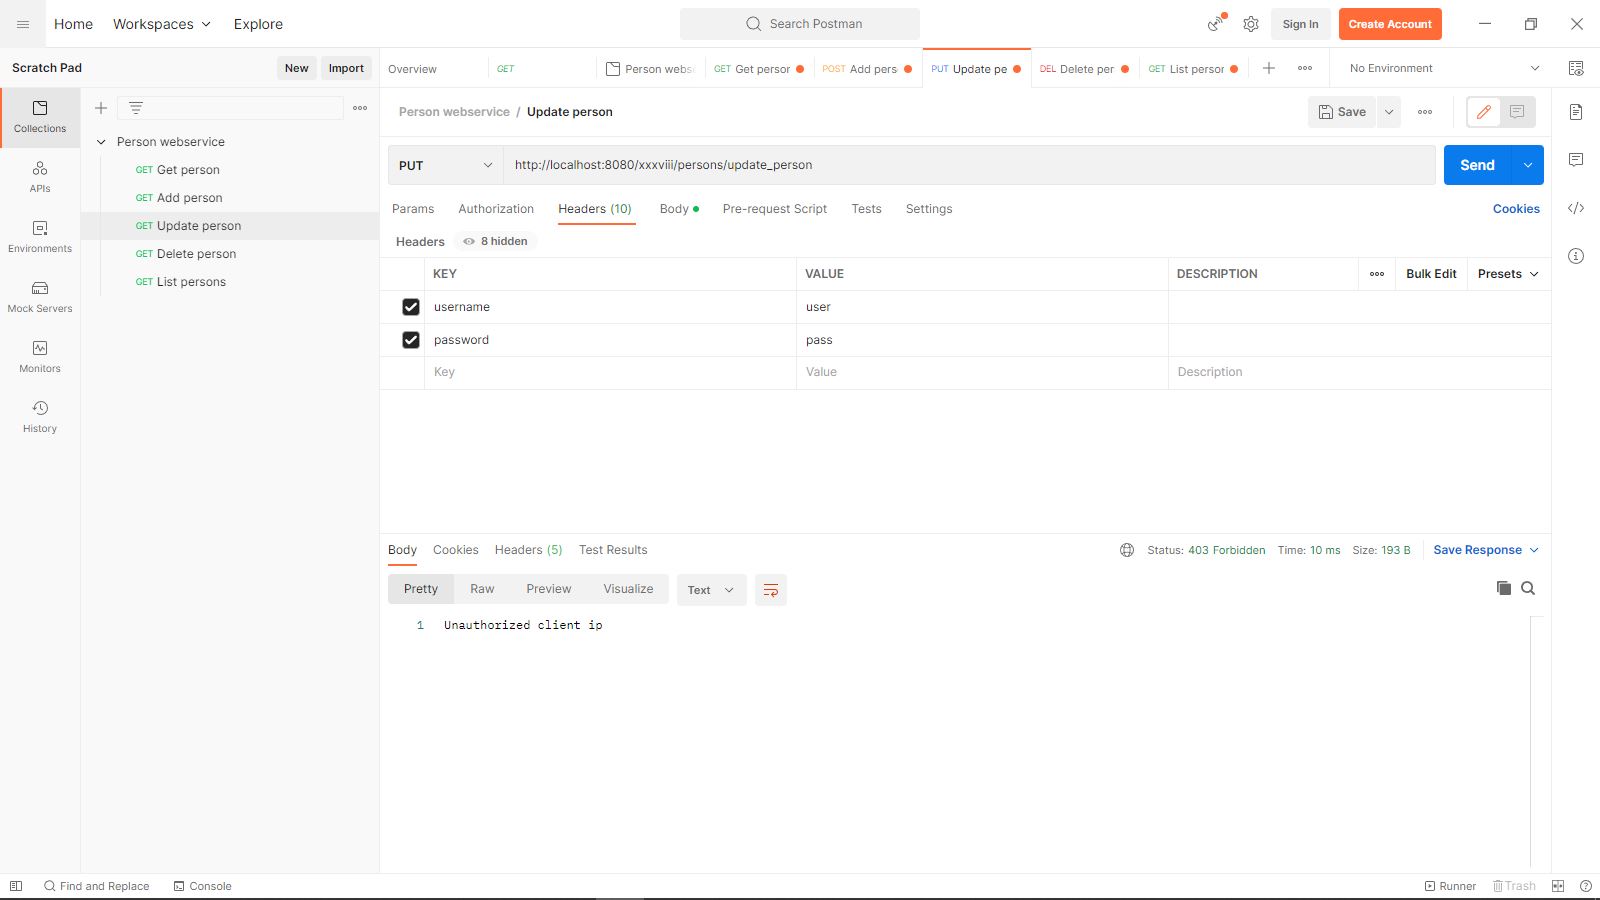 Home Workspaces Explore Search Postman Sign In Create Account
Scratch Pad New Import Overview GET Person webs GET Get person POST Add pers PUT Update pe DEL Delete per GET List person No Environment
Collections
Person webservice / Update person Save
Person webservice
GET Get person
GET Add person
GET Update person
GET Delete person
GET List persons
APIs
Environments
Mock Servers
Monitors
History
PUT http://localhost:8080/xxxviii/persons/update_person Send
Params Authorization Headers (10) Body Pre-request Script Tests Settings Cookies
Headers 8 hidden
KEY VALUE DESCRIPTION Bulk Edit Presets
username user
password pass
Key Value Description
Body Cookies Headers (5) Test Results Status: 403 Forbidden Time: 10 ms Size: 193 B Save Response
Pretty Raw Preview Visualize Text
1 Unauthorized client ip
Find and Replace Console Runner Trash